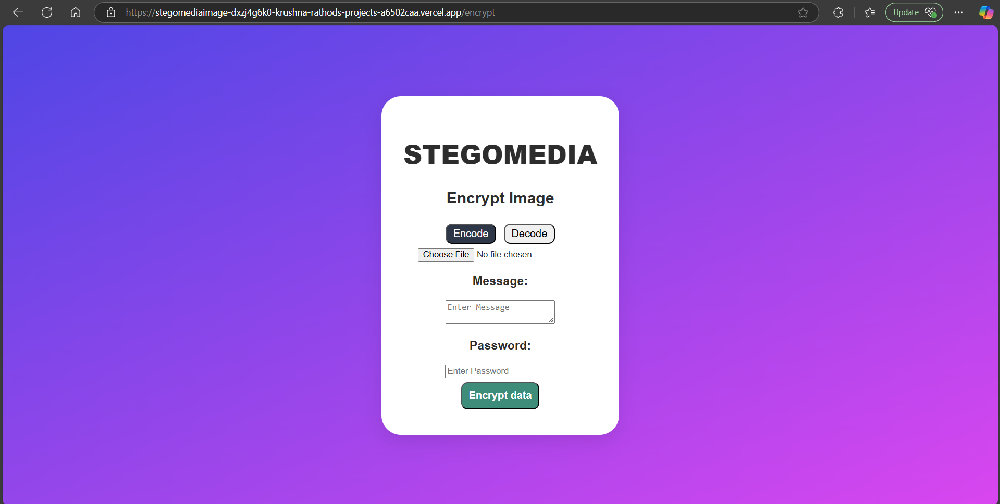 https://stegomediaimage-dxzj4g6k0-krushna-rathods-projects-a6502caa.vercel.app/encrypt
Update
STEGOMEDIA
Encrypt Image
Encode Decode
Choose File No file chosen
Message:
Enter Message
Password:
Enter Password
Encrypt data